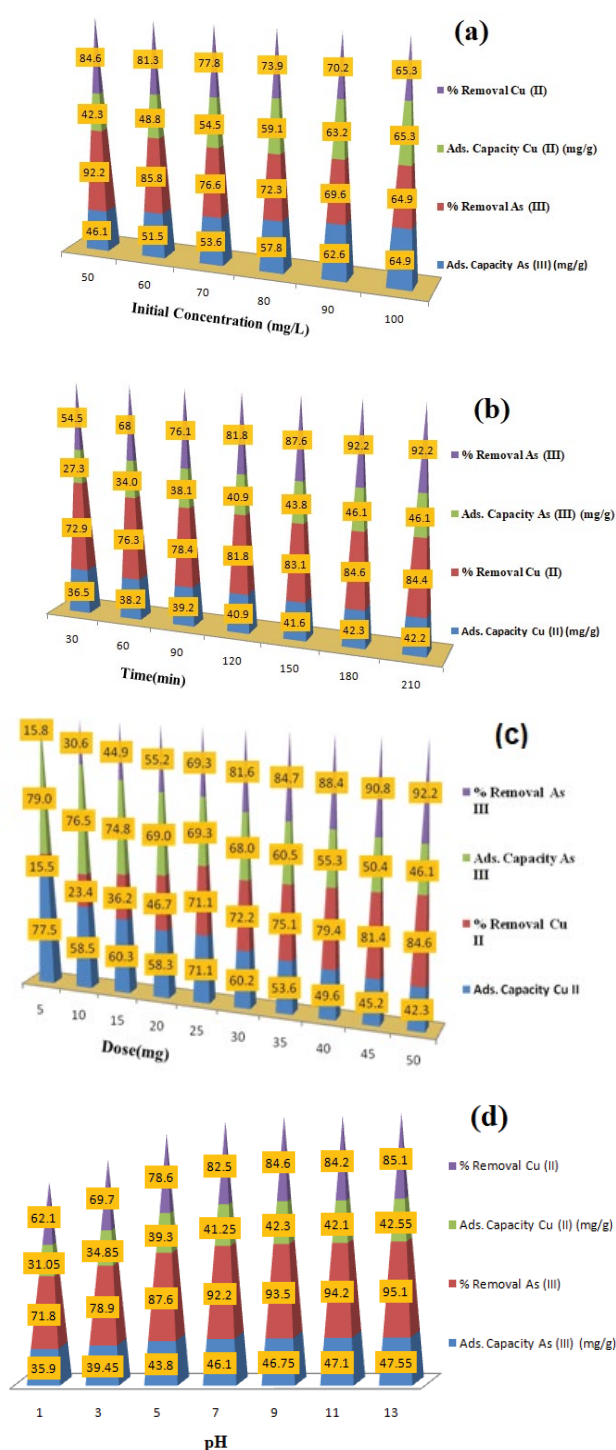 (a)
84.6 81.3 77.8 73.9 70.2 65.3
% Removal Cu (II)
42.3 48.8 54.5 59.1 63.2 65.3
Ads. Capacity Cu (II) (mg/g)
92.2 85.8 76.6 72.3 69.6 64.9
% Removal As (III)
46.1 51.5 53.6 57.8 62.6 64.9
Ads. Capacity As (III) (mg/g)
50 60 70 80 90 100
Initial Concentration (mg/L)
(b)
54.5 68 76.1 81.8 87.6 92.2 92.2
% Removal As (III)
27.3 34.0 38.1 40.9 43.8 46.1 46.1
Ads. Capacity As (III) (mg/g)
72.9 76.3 78.4 81.8 83.1 84.6 84.4
% Removal Cu (II)
36.5 38.2 39.2 40.9 41.6 42.3 42.2
Ads. Capacity Cu (II) (mg/g)
30 60 90 120 150 180 210
Time(min)
(c)
15.8 30.6 44.9 55.2 69.3 81.6 84.7 88.4 90.8 92.2
% Removal As
III
79.0 76.5 74.8 69.0 69.3 68.0 60.5 55.3 50.4 46.1
Ads. Capacity As
III
15.5 23.4 36.2 46.7 71.1 72.2 75.1 79.4 81.4 84.6
% Removal Cu
II
77.5 58.5 60.3 58.3 71.1 60.2 53.6 49.6 45.2 42.3
Ads. Capacity Cu II
5 10 15 20 25 30 35 40 45 50
Dose(mg)
(d)
62.1 69.7 78.6 82.5 84.6 84.2 85.1
% Removal Cu (II)
31.05 34.85 39.3 41.25 42.3 42.1 42.55
Ads. Capacity Cu (II) (mg/g)
71.8 78.9 87.6 92.2 93.5 94.2 95.1
% Removal As (III)
35.9 39.45 43.8 46.1 46.75 47.1 47.55
Ads. Capacity As (III) (mg/g)
1 3 5 7 9 11 13
pH